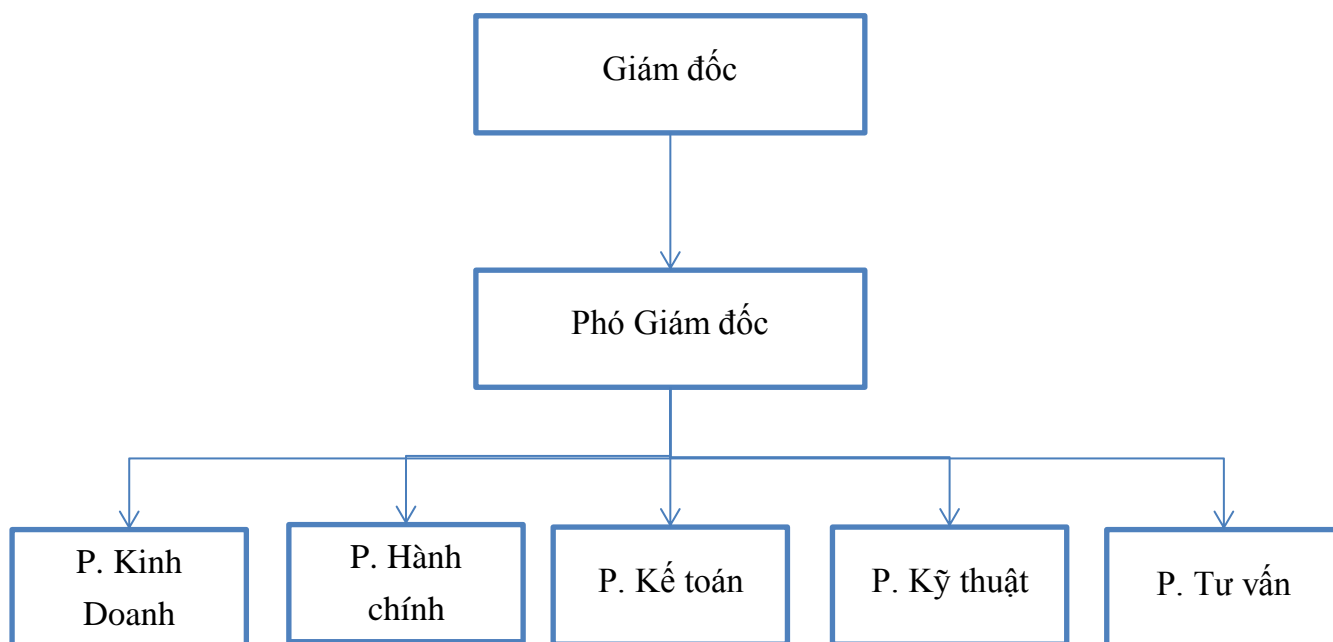 Giám đốc
Phó Giám đốc
P. Kinh
Doanh
P. Hành
chính
P. Kế toán
P. Kỹ thuật
P. Tư vấn